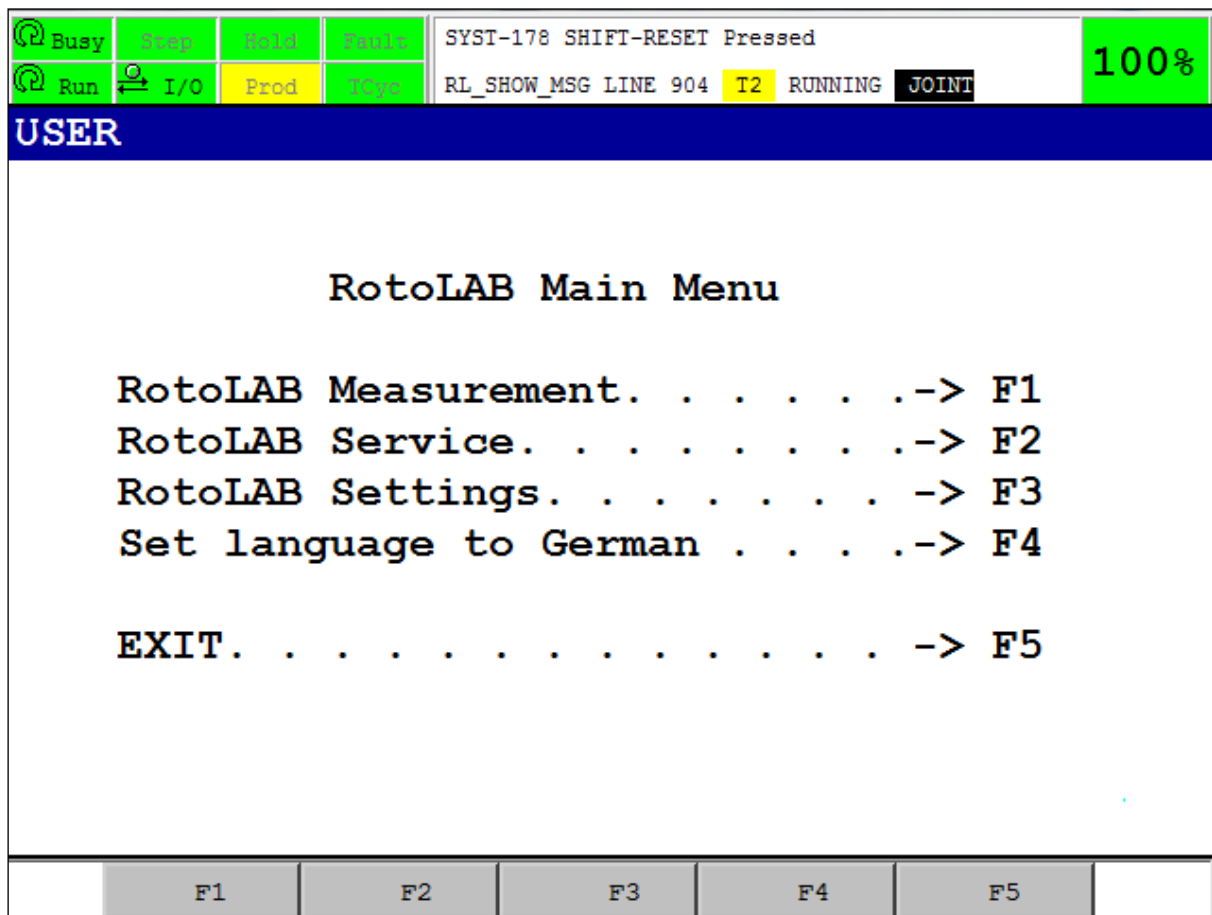 Busy Step Hold Fault SYST-178 SHIFT-RESET Pressed
Run I/O Prod TCyc RL_SHOW_MSG LINE 904 T2 RUNNING JOINT
100%
USER
RotoLAB Main Menu
RotoLAB Measurement. . . . . .-> F1
RotoLAB Service. . . . . . . .-> F2
RotoLAB Settings. . . . . . . -> F3
Set language to German . . . .-> F4
EXIT. . . . . . . . . . . . . -> F5
F1 F2 F3 F4 F5